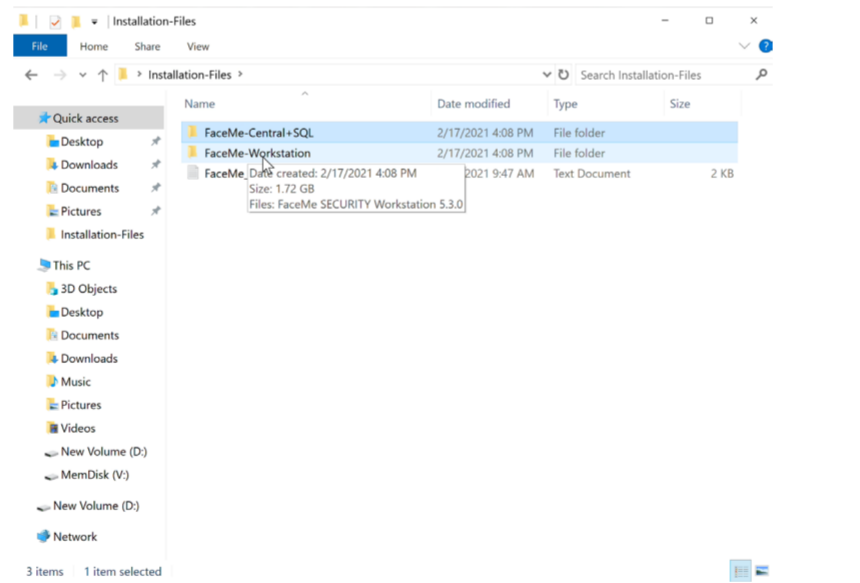 Installation-Files
File Home Share View
Installation-Files
Search Installation-Files
Name Date modified Type Size
Quick access
Desktop
Downloads
Documents
Pictures
Installation-Files
This PC
3D Objects
Desktop
Documents
Downloads
Music
Pictures
Videos
New Volume (D:)
MemDisk (V:)
New Volume (D:)
Network
FaceMe-Central+SQL 2/17/2021 4:08 PM File folder
FaceMe-Workstation 2/17/2021 4:08 PM File folder
FaceMe_ 2021 9:47 AM Text Document 2 KB
Date created: 2/17/2021 4:08 PM
Size: 1.72 GB
Files: FaceMe SECURITY Workstation 5.3.0
3 items 1 item selected